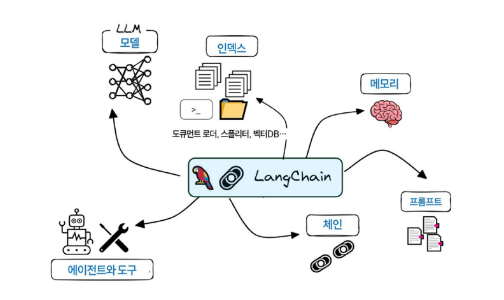 LLM
모델
인덱스
>_
도큐먼트 로더, 스플리터, 벡터DB...
메모리
LangChain
프롬프트
체인
에이전트와 도구